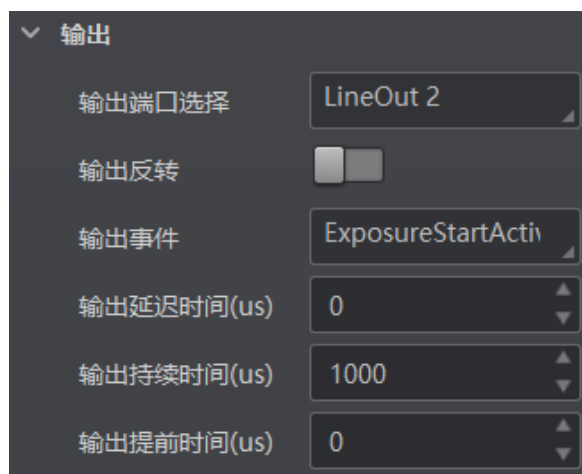 输出
输出端口选择 LineOut 2
输出反转
输出事件 ExposureStartActiv
输出延迟时间(us) 0
输出持续时间(us) 1000
输出提前时间(us) 0